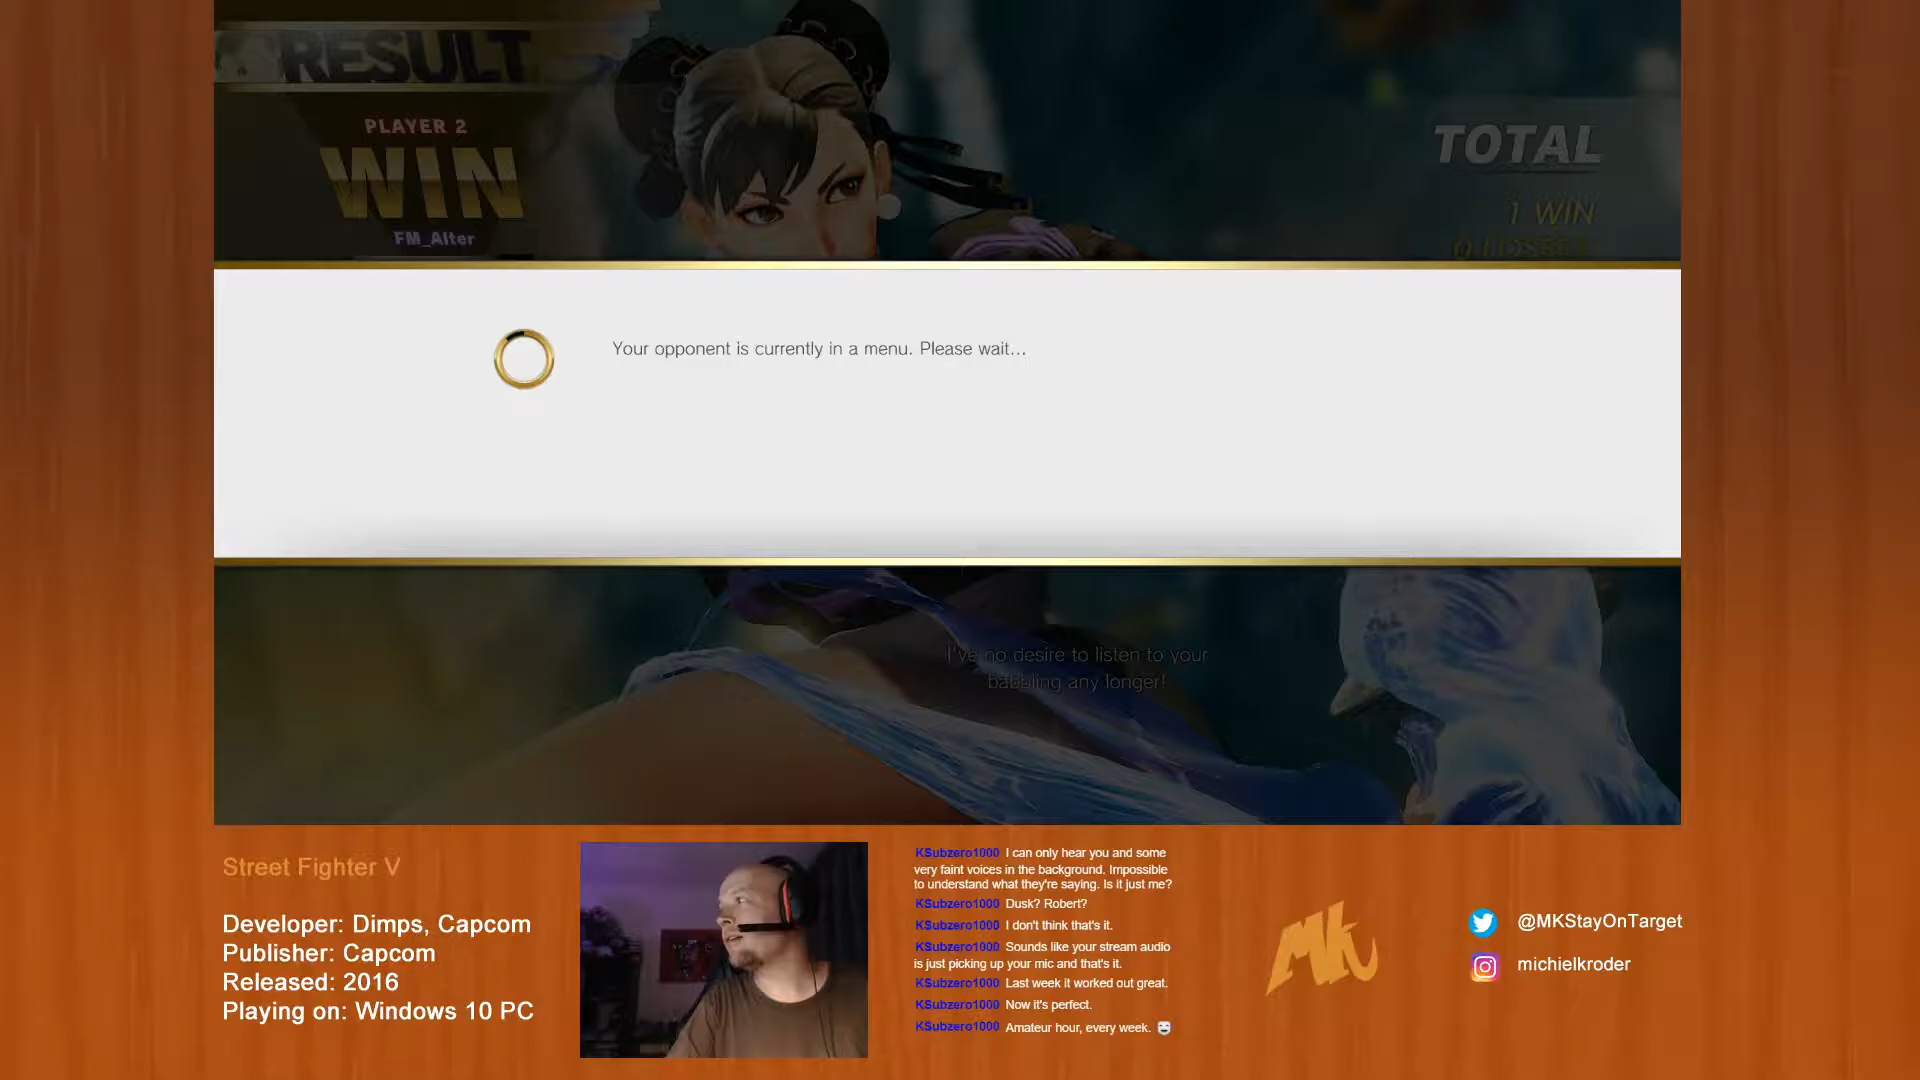 RESULT
PLAYER 2
WIN
FM_Alter
TOTAL
1 WIN
0 LOSSES
Your opponent is currently in a menu. Please wait...
I've no desire to listen to your
babbling any longer!
Street Fighter V
Developer: Dimps, Capcom
Publisher: Capcom
Released: 2016
Playing on: Windows 10 PC
KSubzero1000 I can only hear you and some
very faint voices in the background. Impossible
to understand what they're saying. Is it just me?
KSubzero1000 Dusk? Robert?
KSubzero1000 I don't think that's it.
KSubzero1000 Sounds like your stream audio
is just picking up your mic and that's it.
KSubzero1000 Last week it worked out great.
KSubzero1000 Now it's perfect.
KSubzero1000 Amateur hour, every week.
MK
@MKStayOnTarget
michielkroder